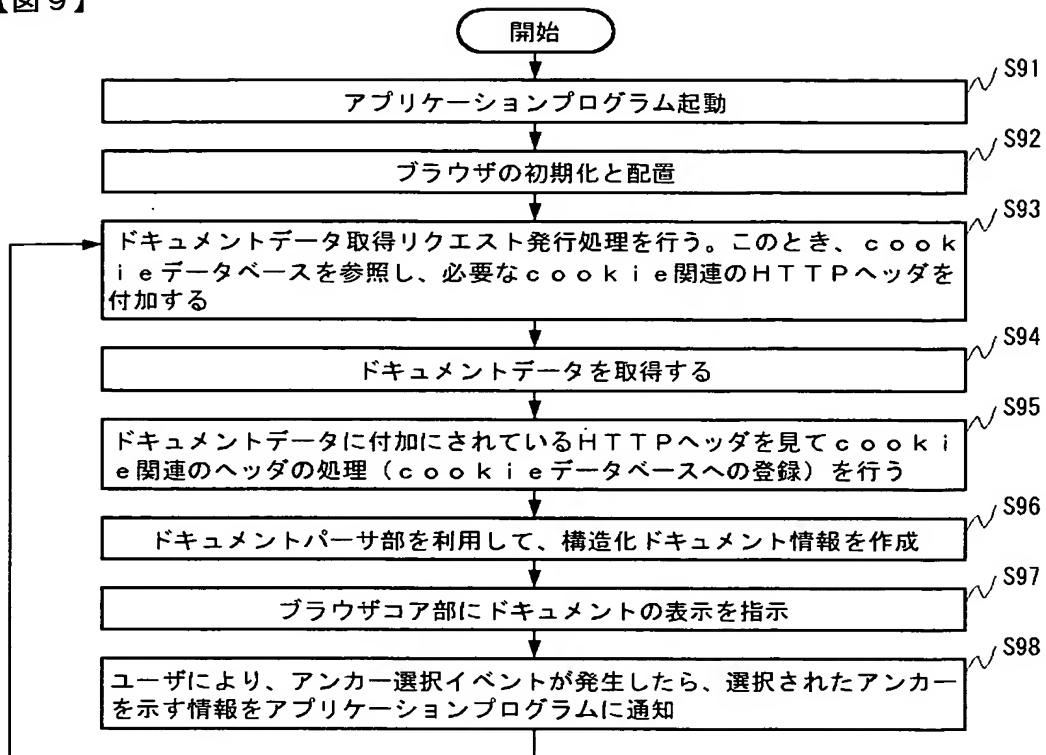 【図９】
開始
S91
アプリケーションプログラム起動
S92
ブラウザの初期化と配置
S93
ドキュメントデータ取得リクエスト発行処理を行う。このとき、ｃｏｏｋ
ｉｅデータベースを参照し、必要なｃｏｏｋｉｅ関連のＨＴＴＰヘッダを
付加する
S94
ドキュメントデータを取得する
S95
ドキュメントデータに付加にされているＨＴＴＰヘッダを見てｃｏｏｋｉ
ｅ関連のヘッダの処理（ｃｏｏｋｉｅデータベースへの登録）を行う
S96
ドキュメントパーサ部を利用して、構造化ドキュメント情報を作成
S97
ブラウザコア部にドキュメントの表示を指示
S98
ユーザにより、アンカー選択イベントが発生したら、選択されたアンカー
を示す情報をアプリケーションプログラムに通知